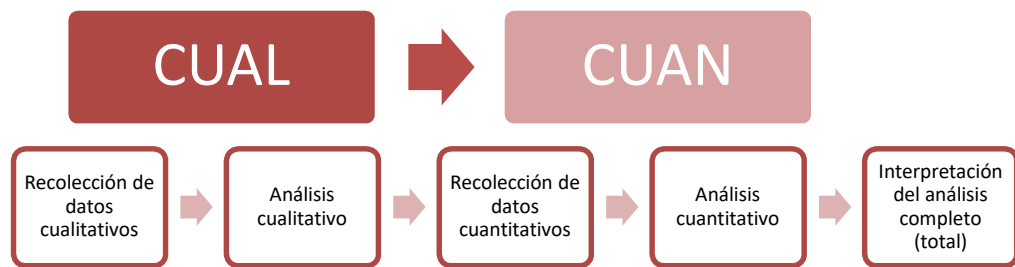 CUAL
CUAN
Recolección de
datos
cualitativos
Análisis
cualitativo
Recolección de
datos
cuantitativos
Análisis
cuantitativo
Interpretación
del análisis
completo
(total)